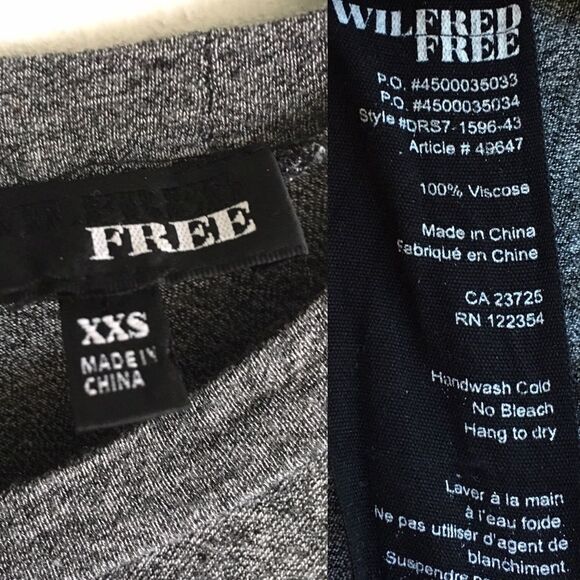 FREE
XXS
MADE IN
CHINA
WILFRED
FREE
P.O. #4500035033
P.O. #4500035034
Style #DRS7-1596-43
Article # 49647
100% Viscose
Made in China
Fabriqué en Chine
CA 23725
RN 122354
Handwash Cold
No Bleach
Hang to dry
Laver à la main
à l'eau foide.
Ne pas utiliser d'agent de
blanchiment.
Suspendre